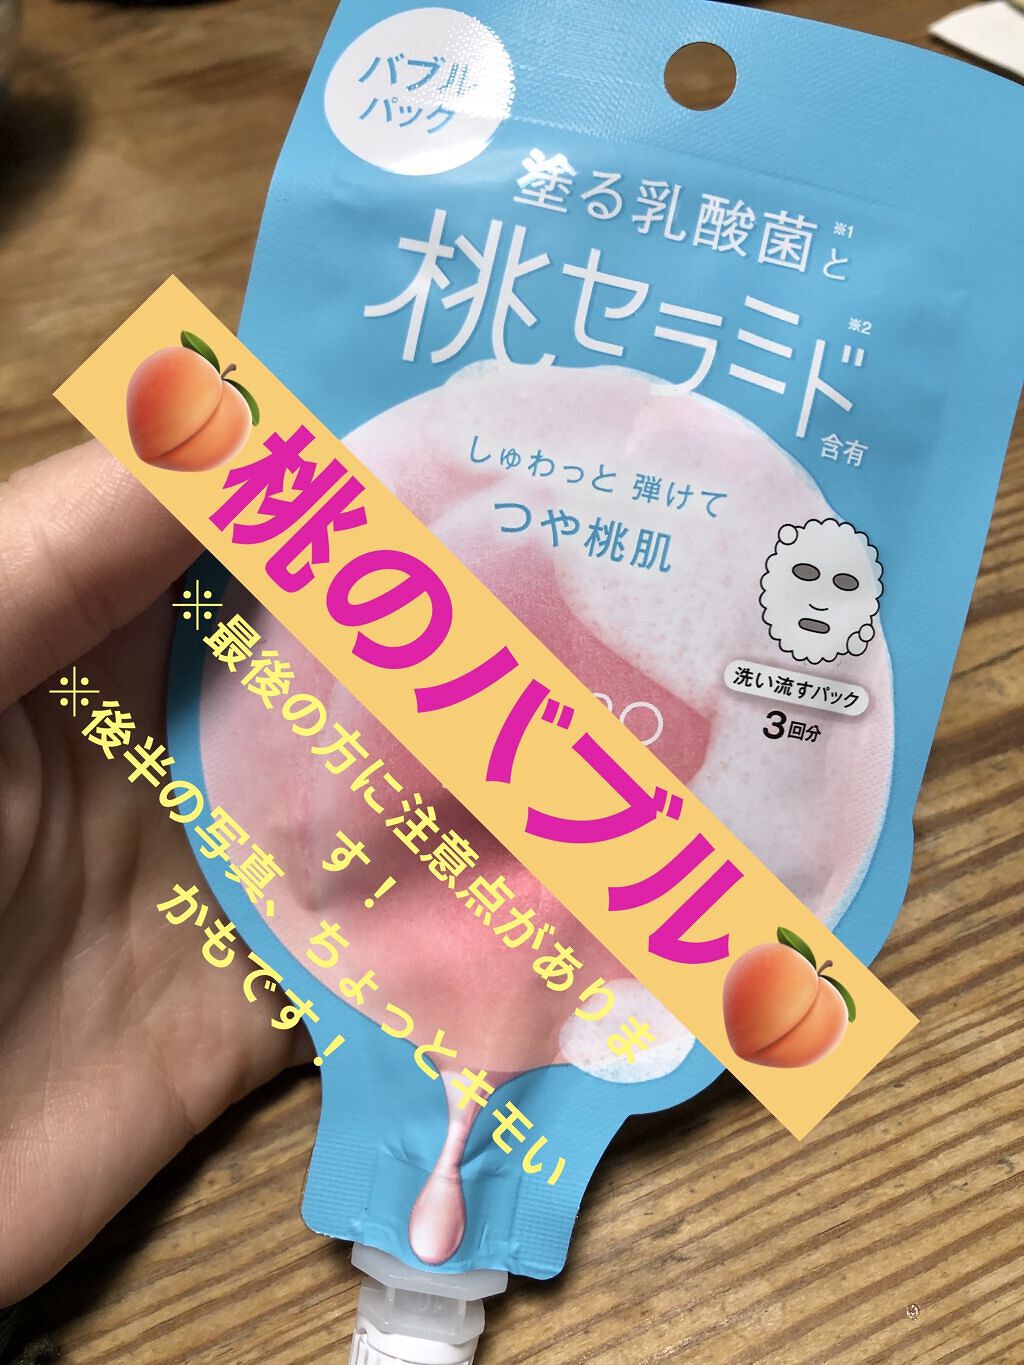 バブル
パック
塗る乳酸菌※1と
桃セラミド※2
含有
しゅわっと 弾けて
つや桃肌
洗い流すパック
3回分
🍑桃のバブル🍑
※最後の方に注意点がありま
す！
※後半の写真、ちょっとキモい
かもです！